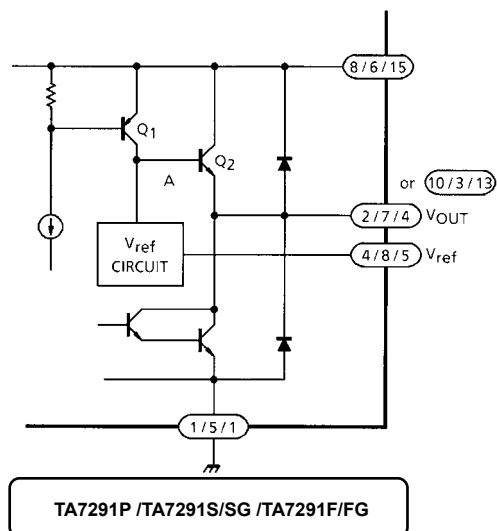 8 / 6 / 15
Q1
Q2
A
or 10 / 3 / 13
2 / 7 / 4 VOUT
Vref
CIRCUIT
4 / 8 / 5 Vref
1 / 5 / 1
TA7291P /TA7291S/SG /TA7291F/FG